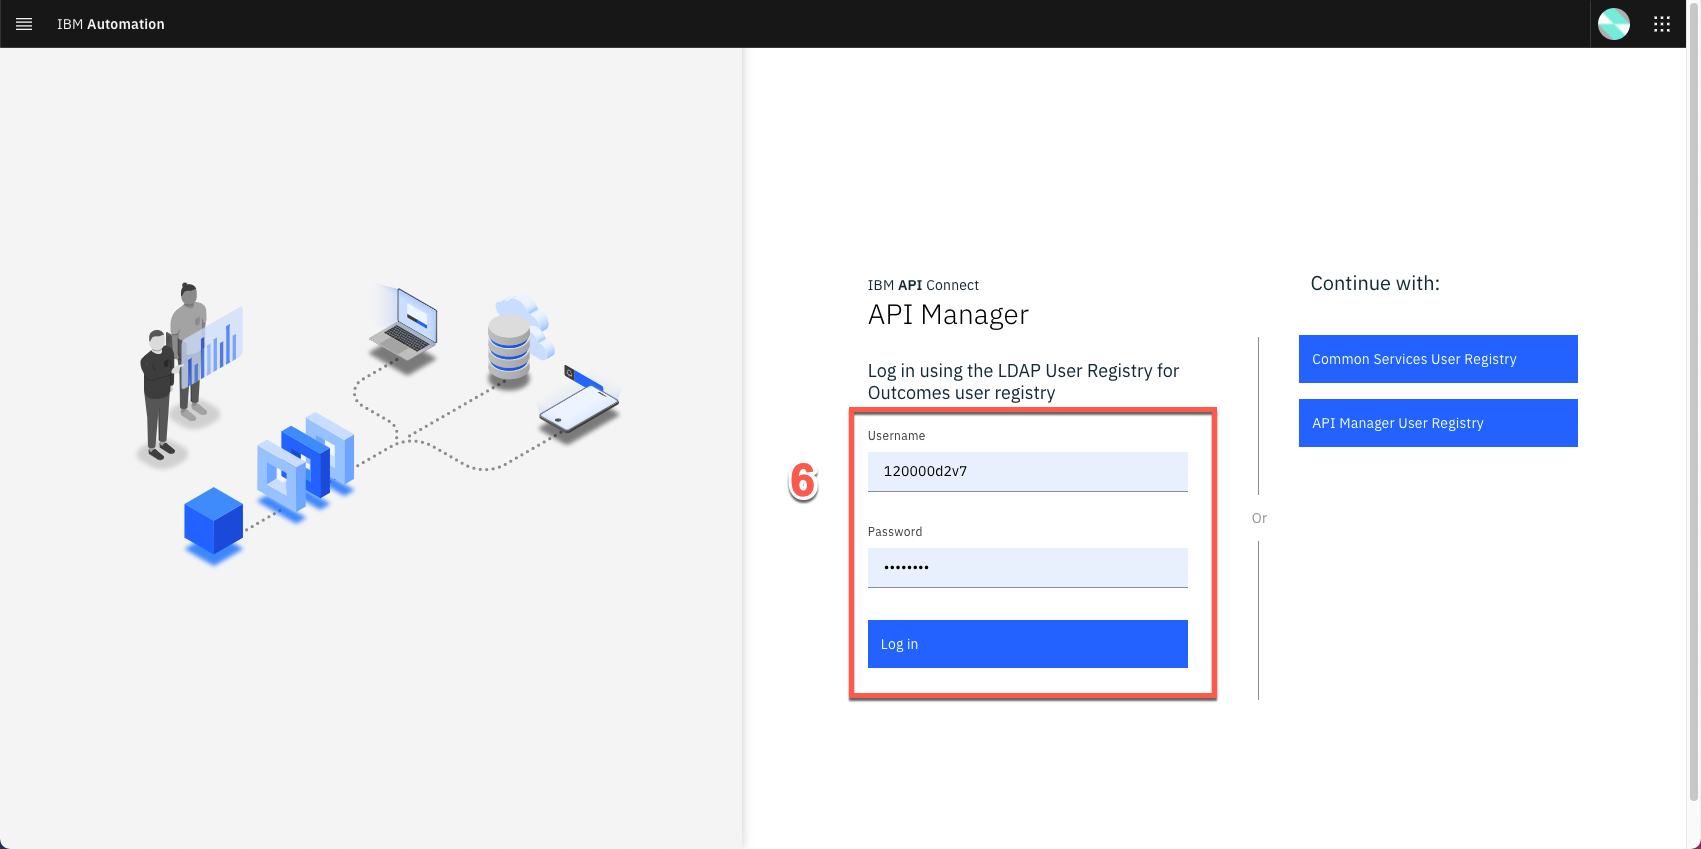 IBM Automation
IBM API Connect
API Manager
Log in using the LDAP User Registry for
Outcomes user registry
6
Username
120000d2v7
Password
••••••••
Log in
Or
Continue with:
Common Services User Registry
API Manager User Registry